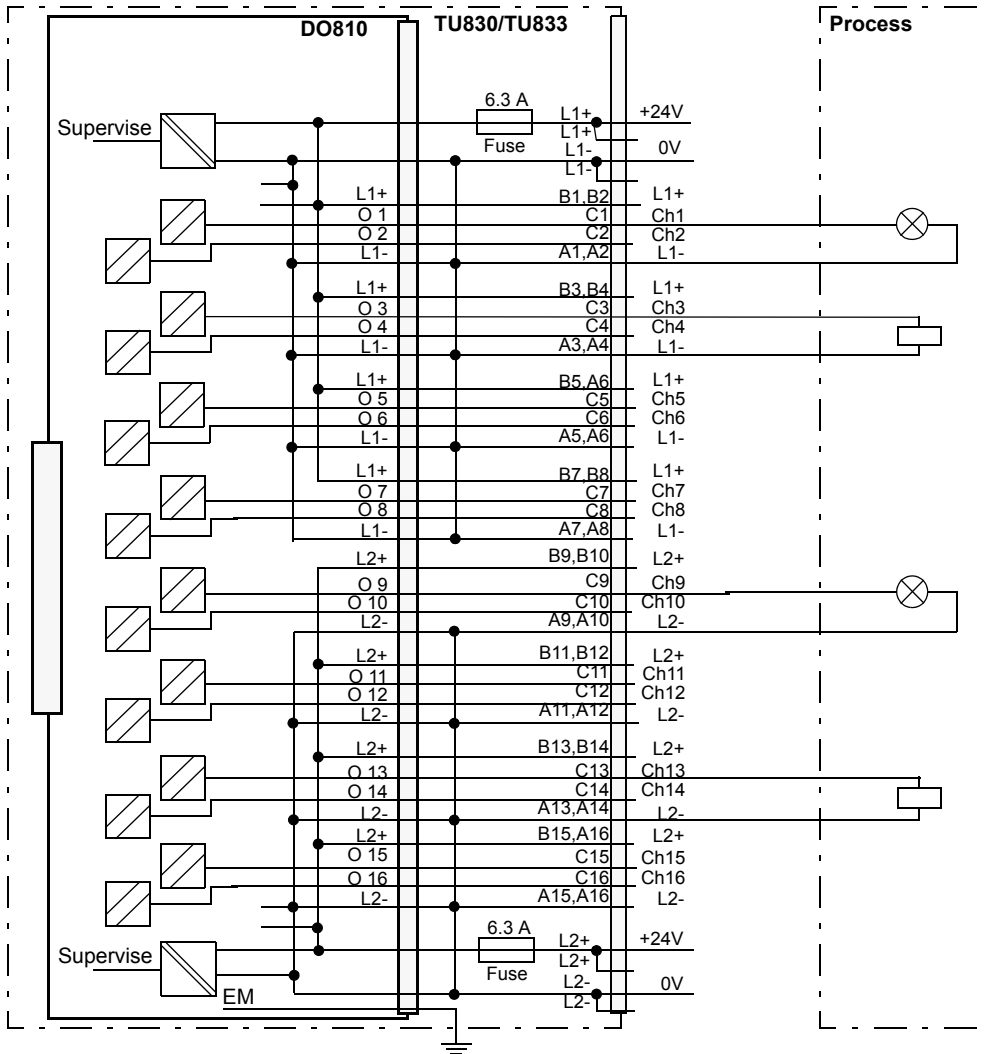 DO810 TU830/TU833 Process
6.3 A
L1+ +24V
Supervise
L1+
Fuse L1- 0V
L1-
L1+ B1,B2 L1+
O 1 C1 Ch1
O 2 C2 Ch2
L1- A1,A2 L1-
L1+ B3,B4 L1+
O 3 C3 Ch3
O 4 C4 Ch4
L1- A3,A4 L1-
L1+ B5,A6 L1+
O 5 C5 Ch5
O 6 C6 Ch6
L1- A5,A6 L1-
L1+ B7,B8 L1+
O 7 C7 Ch7
O 8 C8 Ch8
L1- A7,A8 L1-
L2+ B9,B10 L2+
O 9 C9 Ch9
O 10 C10 Ch10
L2- A9,A10 L2-
L2+ B11,B12 L2+
O 11 C11 Ch11
O 12 C12 Ch12
L2- A11,A12 L2-
L2+ B13,B14 L2+
O 13 C13 Ch13
O 14 C14 Ch14
L2- A13,A14 L2-
L2+ B15,A16 L2+
O 15 C15 Ch15
O 16 C16 Ch16
L2- A15,A16 L2-
6.3 A
L2+ +24V
Supervise L2+
Fuse
L2- 0V
EM L2-